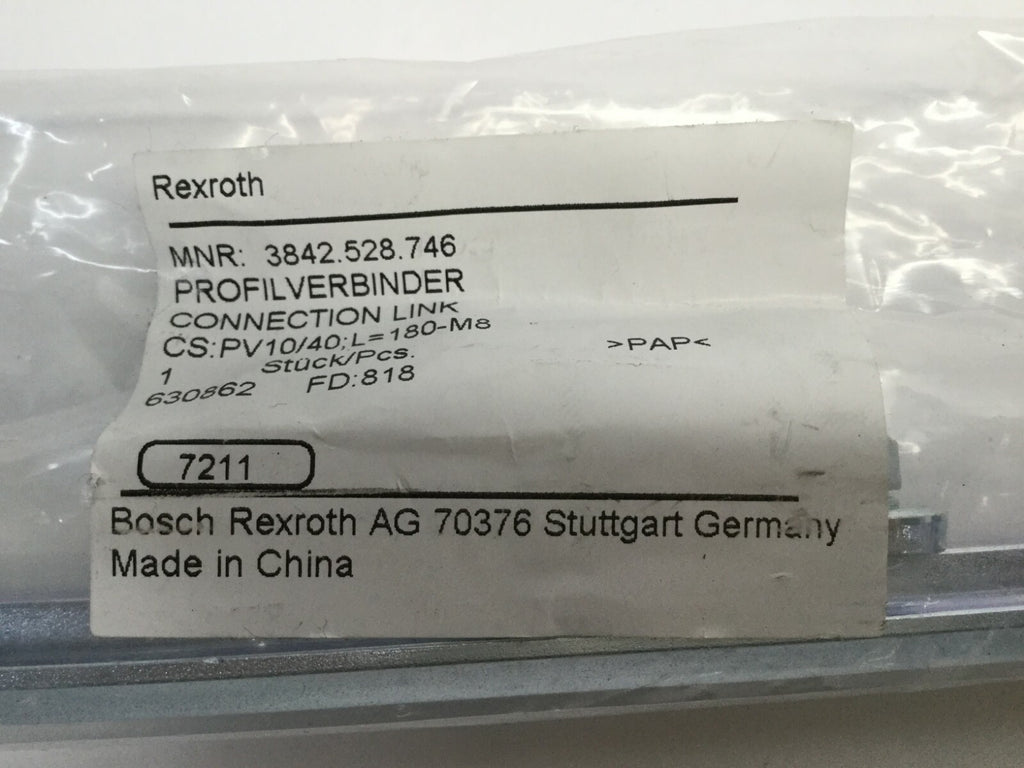 Rexroth
MNR: 3842.528.746
PROFILVERBINDER
CONNECTION LINK
CS:PV10/40;L=180-M8
1 Stück/Pcs. >PAP<
630862 FD:818
7211
Bosch Rexroth AG 70376 Stuttgart Germany
Made in China